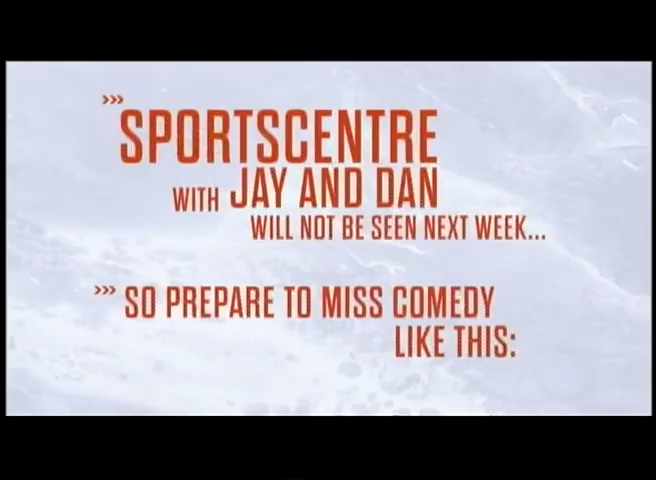 >>> SPORTSCENTRE
WITH JAY AND DAN
WILL NOT BE SEEN NEXT WEEK...
>>> SO PREPARE TO MISS COMEDY
LIKE THIS: